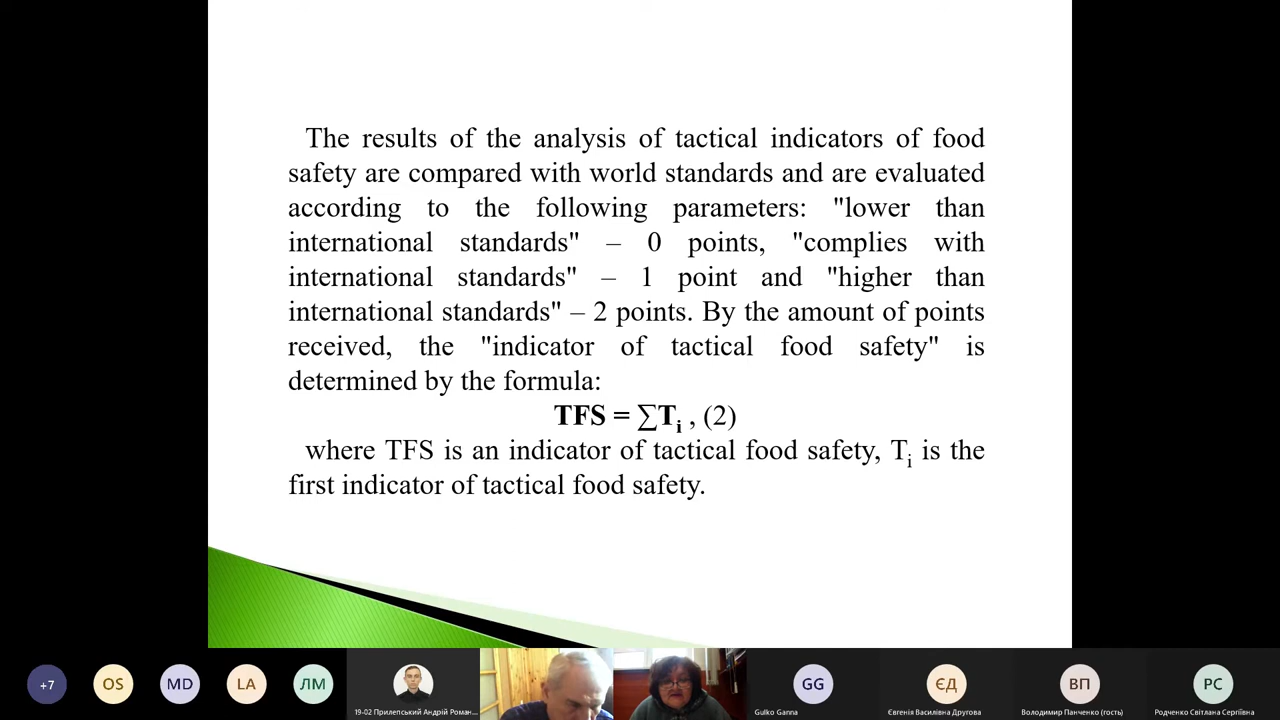 The results of the analysis of tactical indicators of food
safety are compared with world standards and are evaluated
according to the following parameters: "lower than
international standards" – 0 points, "complies with
international standards" – 1 point and "higher than
international standards" – 2 points. By the amount of points
received, the "indicator of tactical food safety" is
determined by the formula:
TFS = ∑Ti , (2)
where TFS is an indicator of tactical food safety, Ti is the
first indicator of tactical food safety.
+7 OS MD LA ЛМ GG ЄД ВП РС
19-02 Прилепський Андрій Роман... Gulko Ganna Євгенія Василівна Другова Володимир Панченко (гость) Родченко Світлана Сергіївна